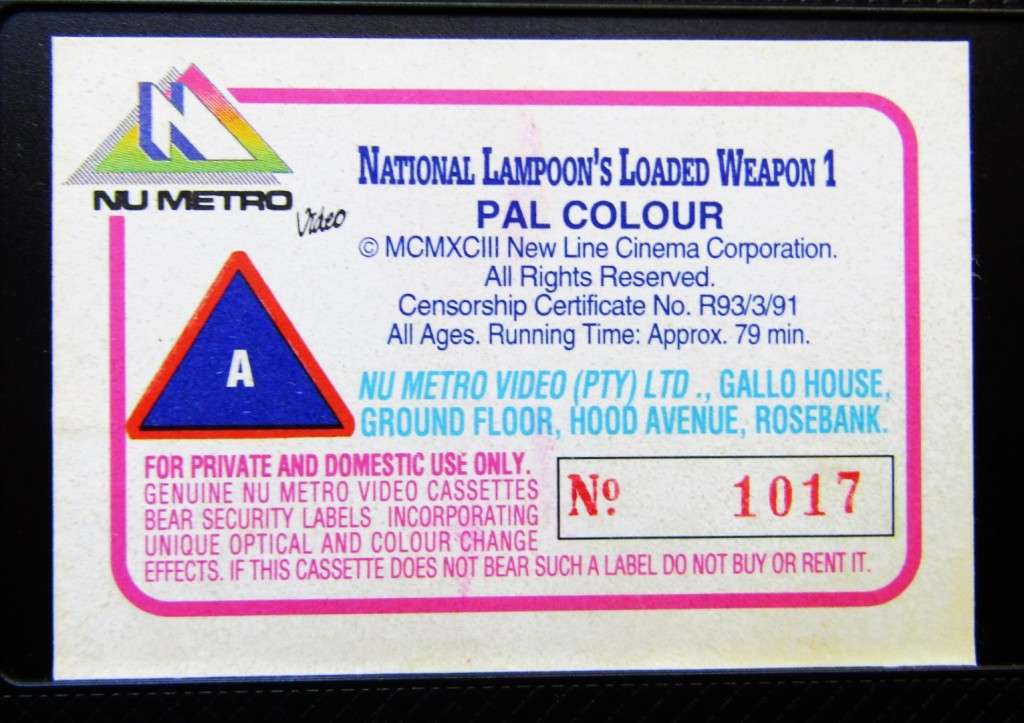 N
NU METRO
Video
NATIONAL LAMPOON'S LOADED WEAPON 1
PAL COLOUR
© MCMXCIII New Line Cinema Corporation.
All Rights Reserved.
Censorship Certificate No. R93/3/91
All Ages. Running Time: Approx. 79 min.
A
NU METRO VIDEO (PTY) LTD ., GALLO HOUSE,
GROUND FLOOR, HOOD AVENUE, ROSEBANK.
FOR PRIVATE AND DOMESTIC USE ONLY.
GENUINE NU METRO VIDEO CASSETTES
BEAR SECURITY LABELS INCORPORATING
UNIQUE OPTICAL AND COLOUR CHANGE
EFFECTS. IF THIS CASSETTE DOES NOT BEAR SUCH A LABEL DO NOT BUY OR RENT IT.
Nº. 1017